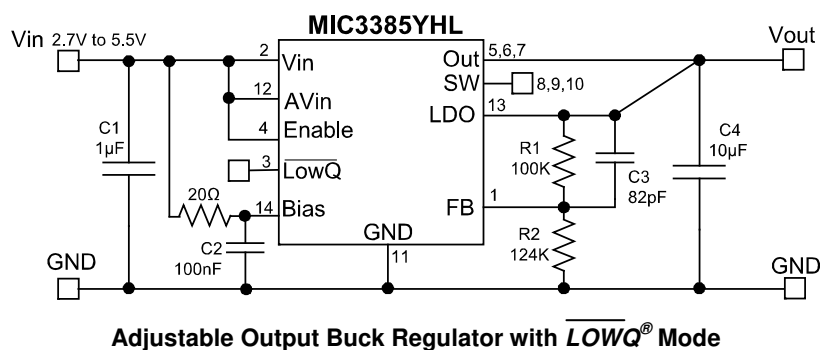 MIC3385YHL
Vin 2.7V to 5.5V
Vout
2
Vin
Out
5,6,7
SW
8,9,10
12
AVin
LDO
13
4
Enable
C1
1µF
R1
100K
C4
10µF
3
LowQ
C3
82pF
20Ω
14
Bias
FB
1
C2
100nF
GND
11
R2
124K
GND
GND
Adjustable Output Buck Regulator with LOWQ® Mode